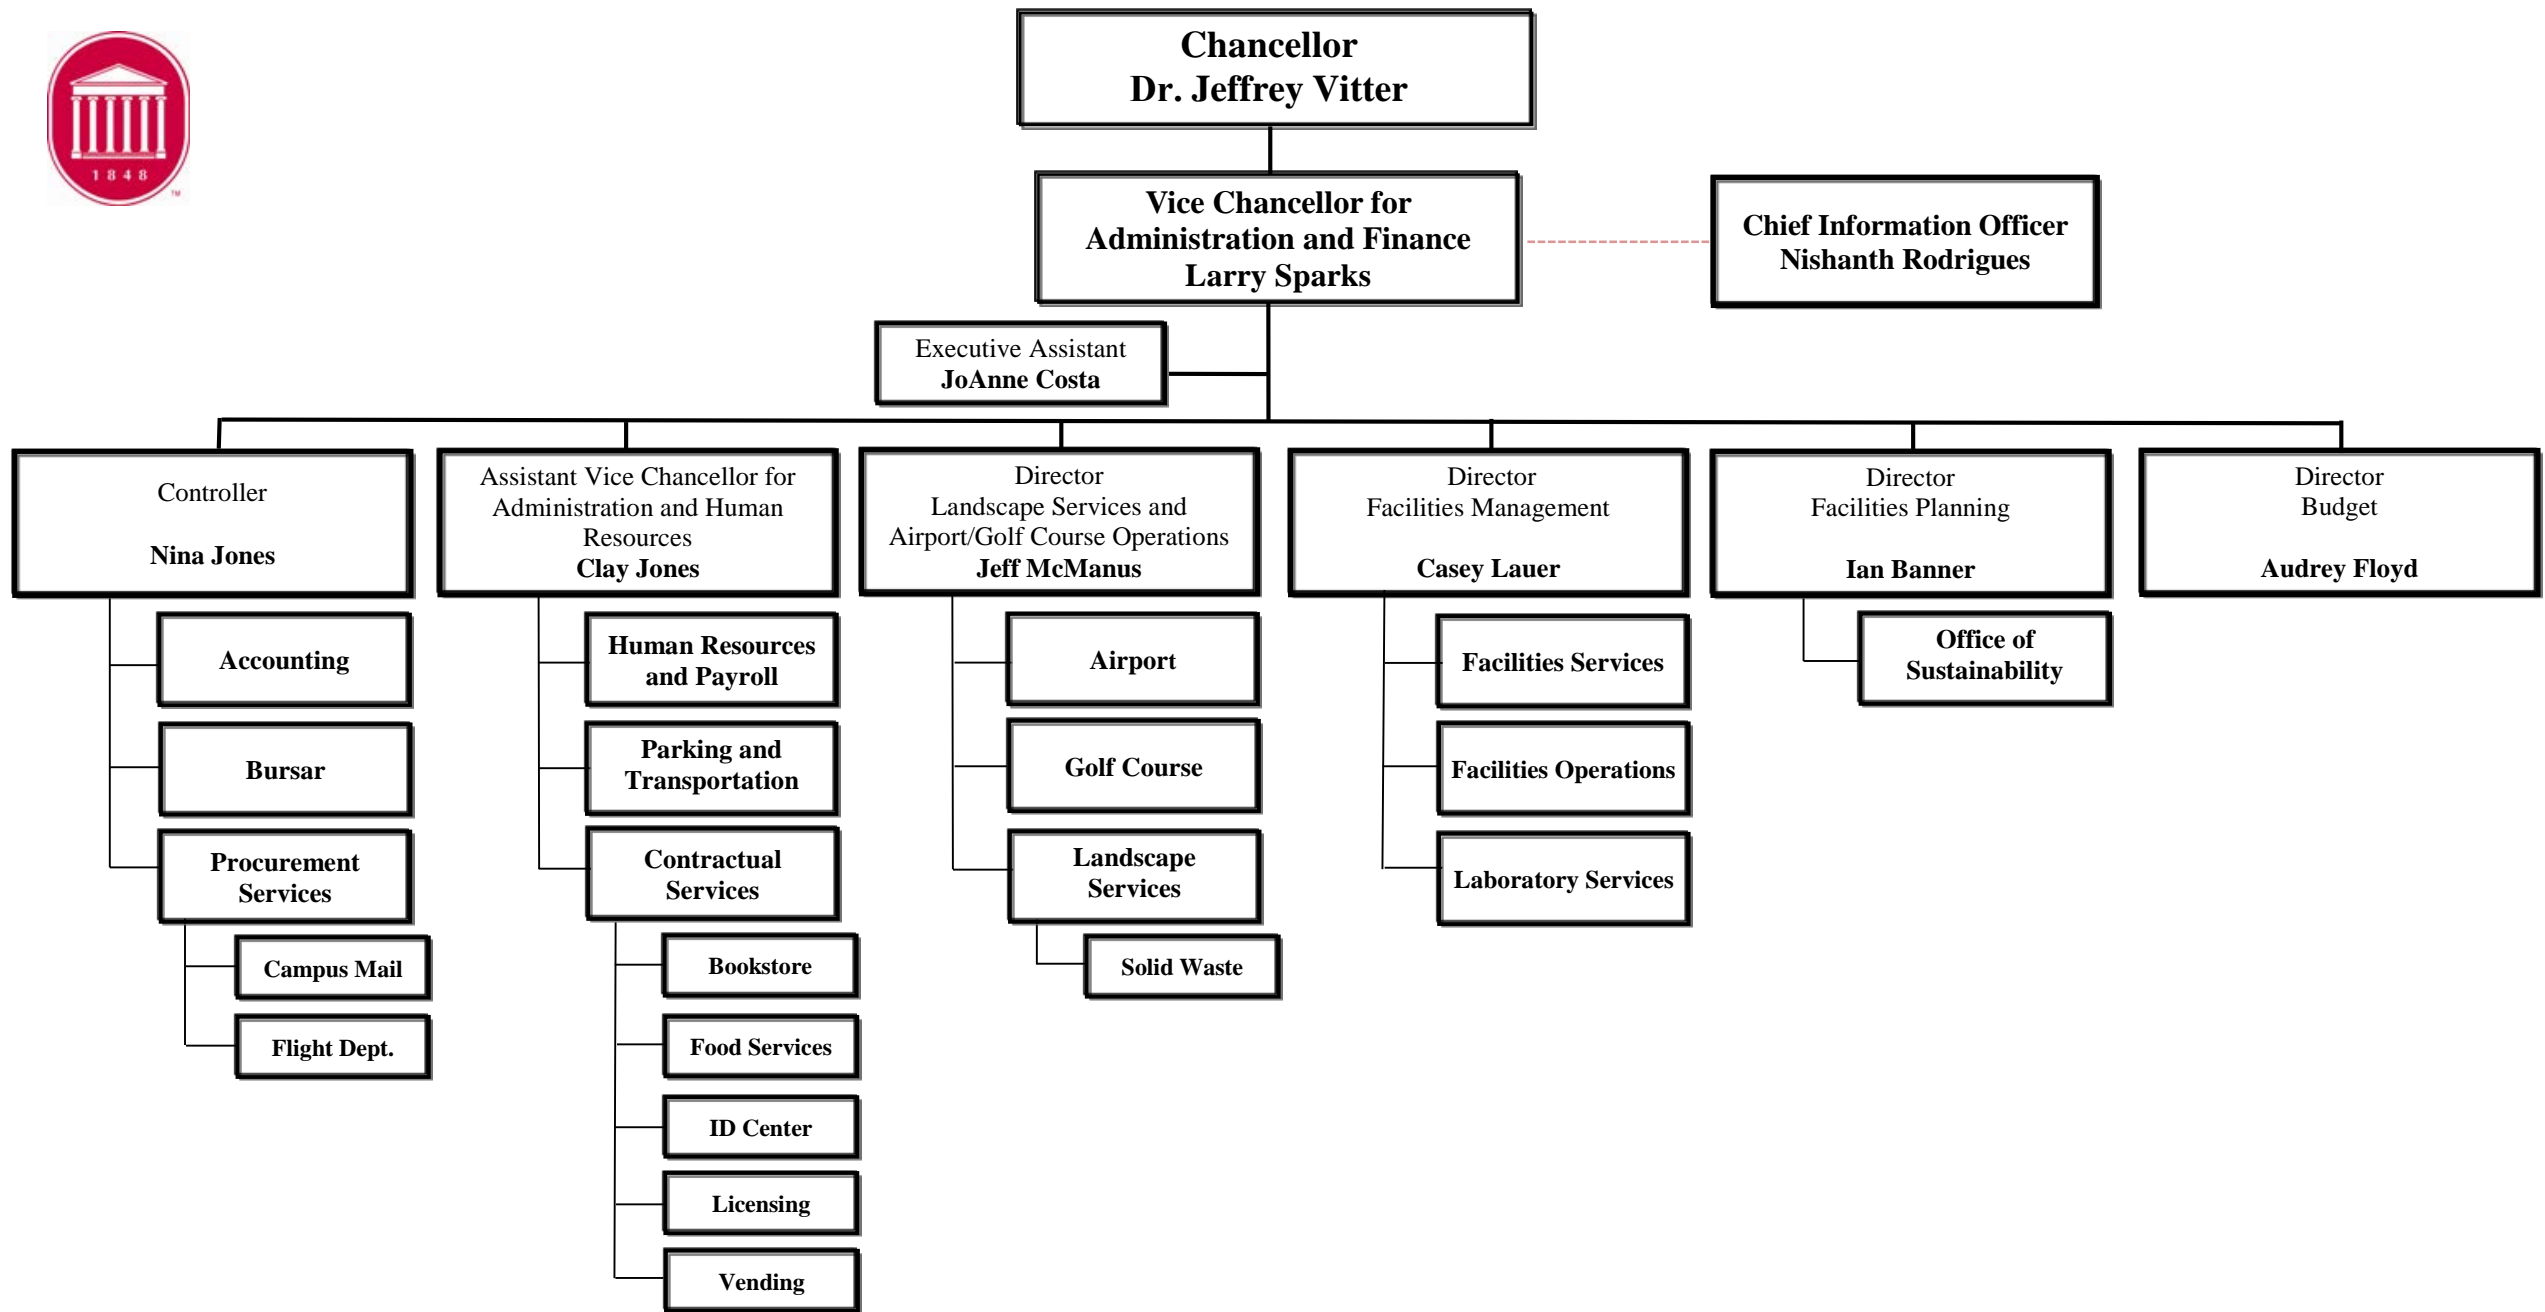 1848
TM
Chancellor
Dr. Jeffrey Vitter
Vice Chancellor for
Administration and Finance
Larry Sparks
Chief Information Officer
Nishanth Rodrigues
Executive Assistant
JoAnne Costa
Controller
Nina Jones
Assistant Vice Chancellor for
Administration and Human
Resources
Clay Jones
Director
Landscape Services and
Airport/Golf Course Operations
Jeff McManus
Director
Facilities Management
Casey Lauer
Director
Facilities Planning
Ian Banner
Director
Budget
Audrey Floyd
Accounting
Bursar
Procurement
Services
Campus Mail
Flight Dept.
Human Resources
and Payroll
Parking and
Transportation
Contractual
Services
Bookstore
Food Services
ID Center
Licensing
Vending
Airport
Golf Course
Landscape
Services
Solid Waste
Facilities Services
Facilities Operations
Laboratory Services
Office of
Sustainability